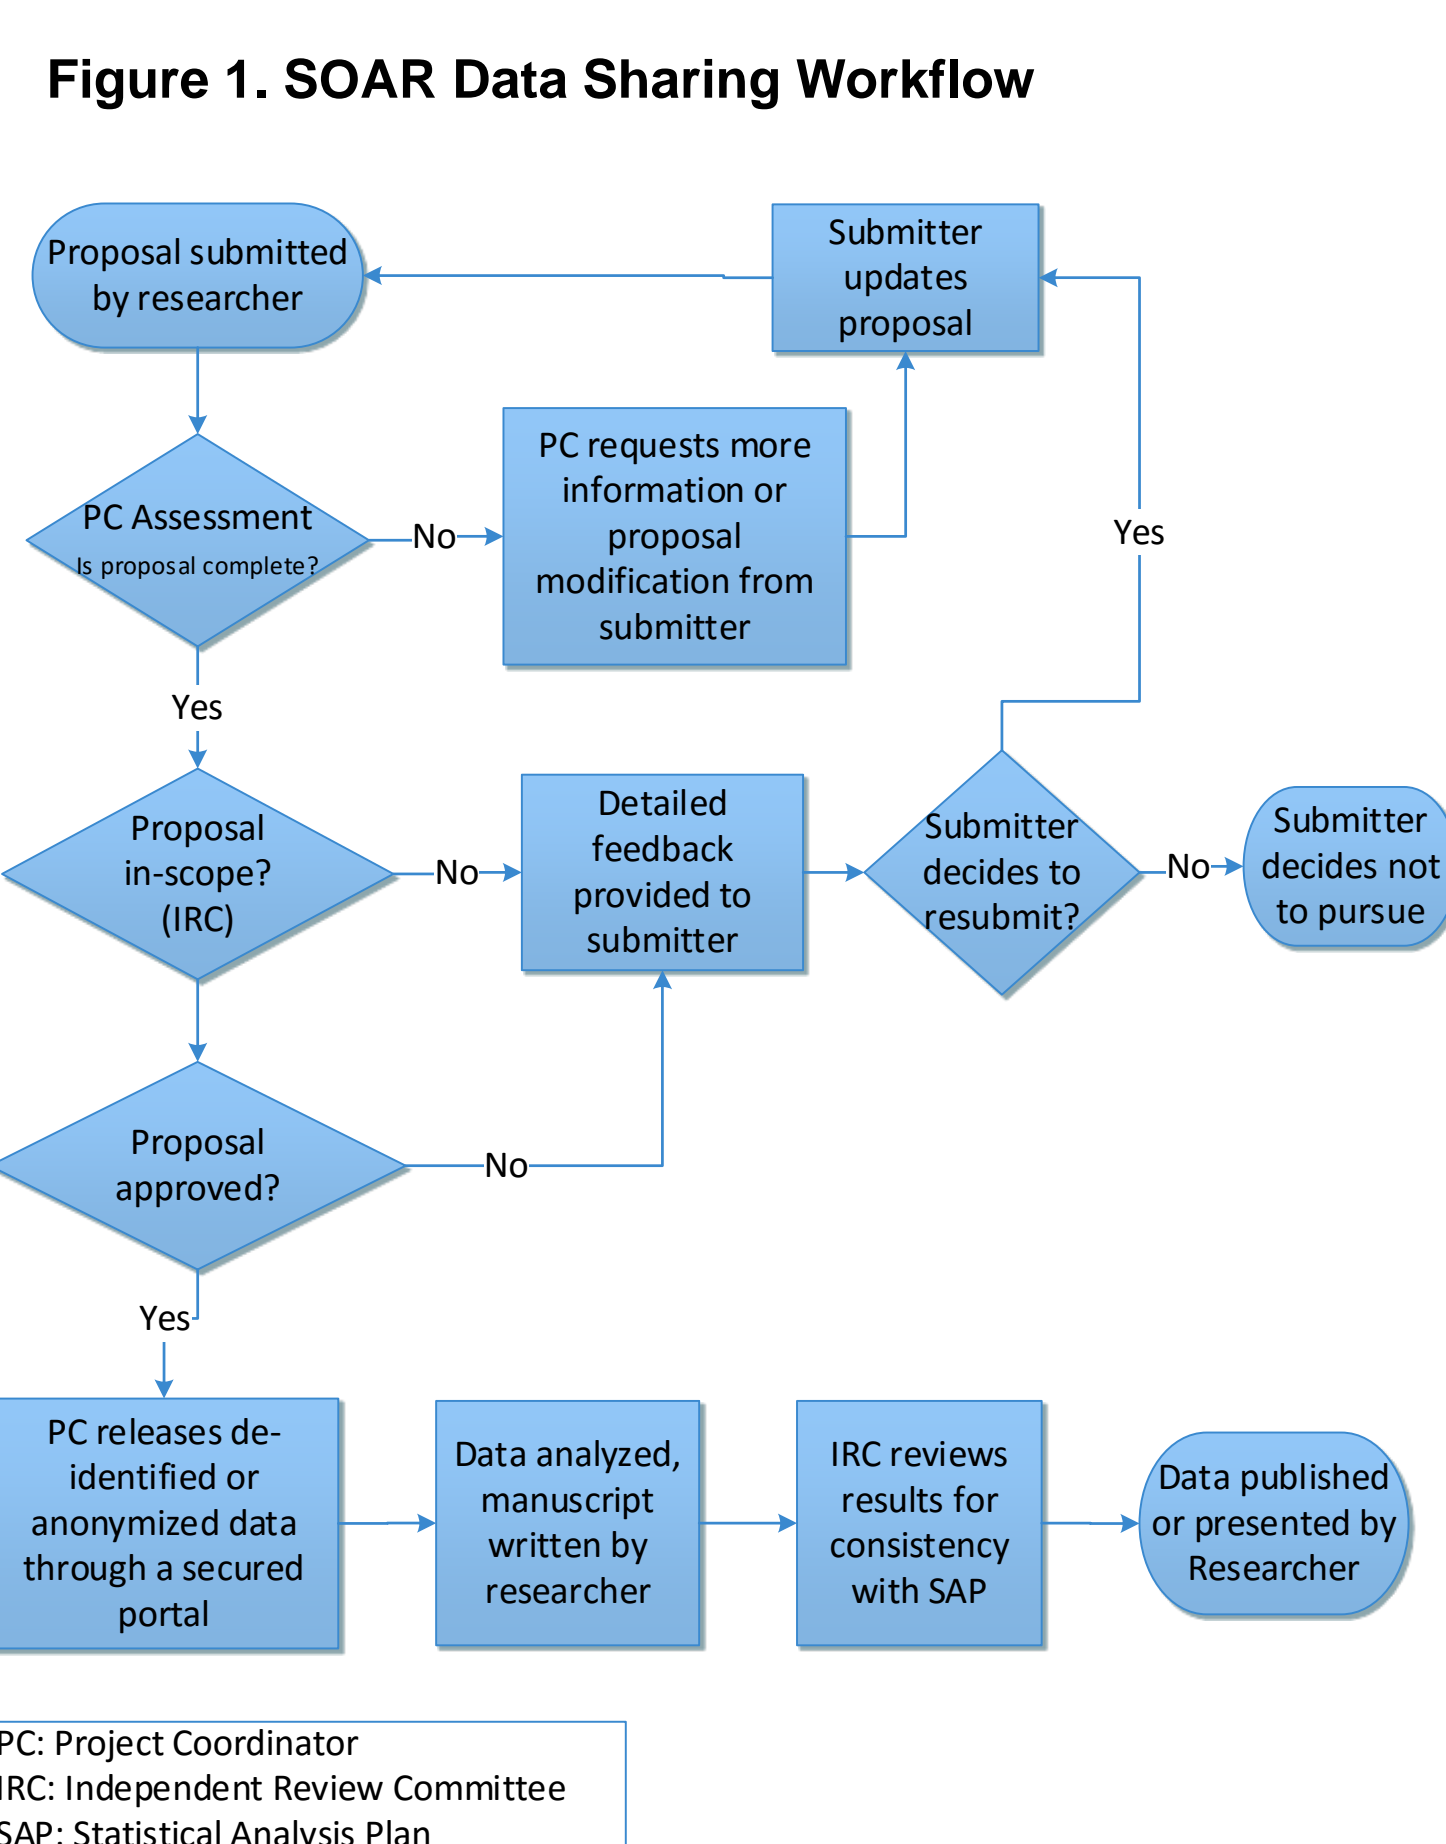 Figure 1. SOAR Data Sharing Workflow
Proposal submitted
by researcher
Submitter
updates
proposal
PC Assessment
Is proposal complete?
No
PC requests more
information or
proposal
modification from
submitter
Yes
Yes
Proposal
in-scope?
(IRC)
No
Detailed
feedback
provided to
submitter
Submitter
decides to
resubmit?
No
Submitter
decides not
to pursue
Proposal
approved?
No
Yes
PC releases de-
identified or
anonymized data
through a secured
portal
Data analyzed,
manuscript
written by
researcher
IRC reviews
results for
consistency
with SAP
Data published
or presented by
Researcher
PC: Project Coordinator
IRC: Independent Review Committee
SAP: Statistical Analysis Plan